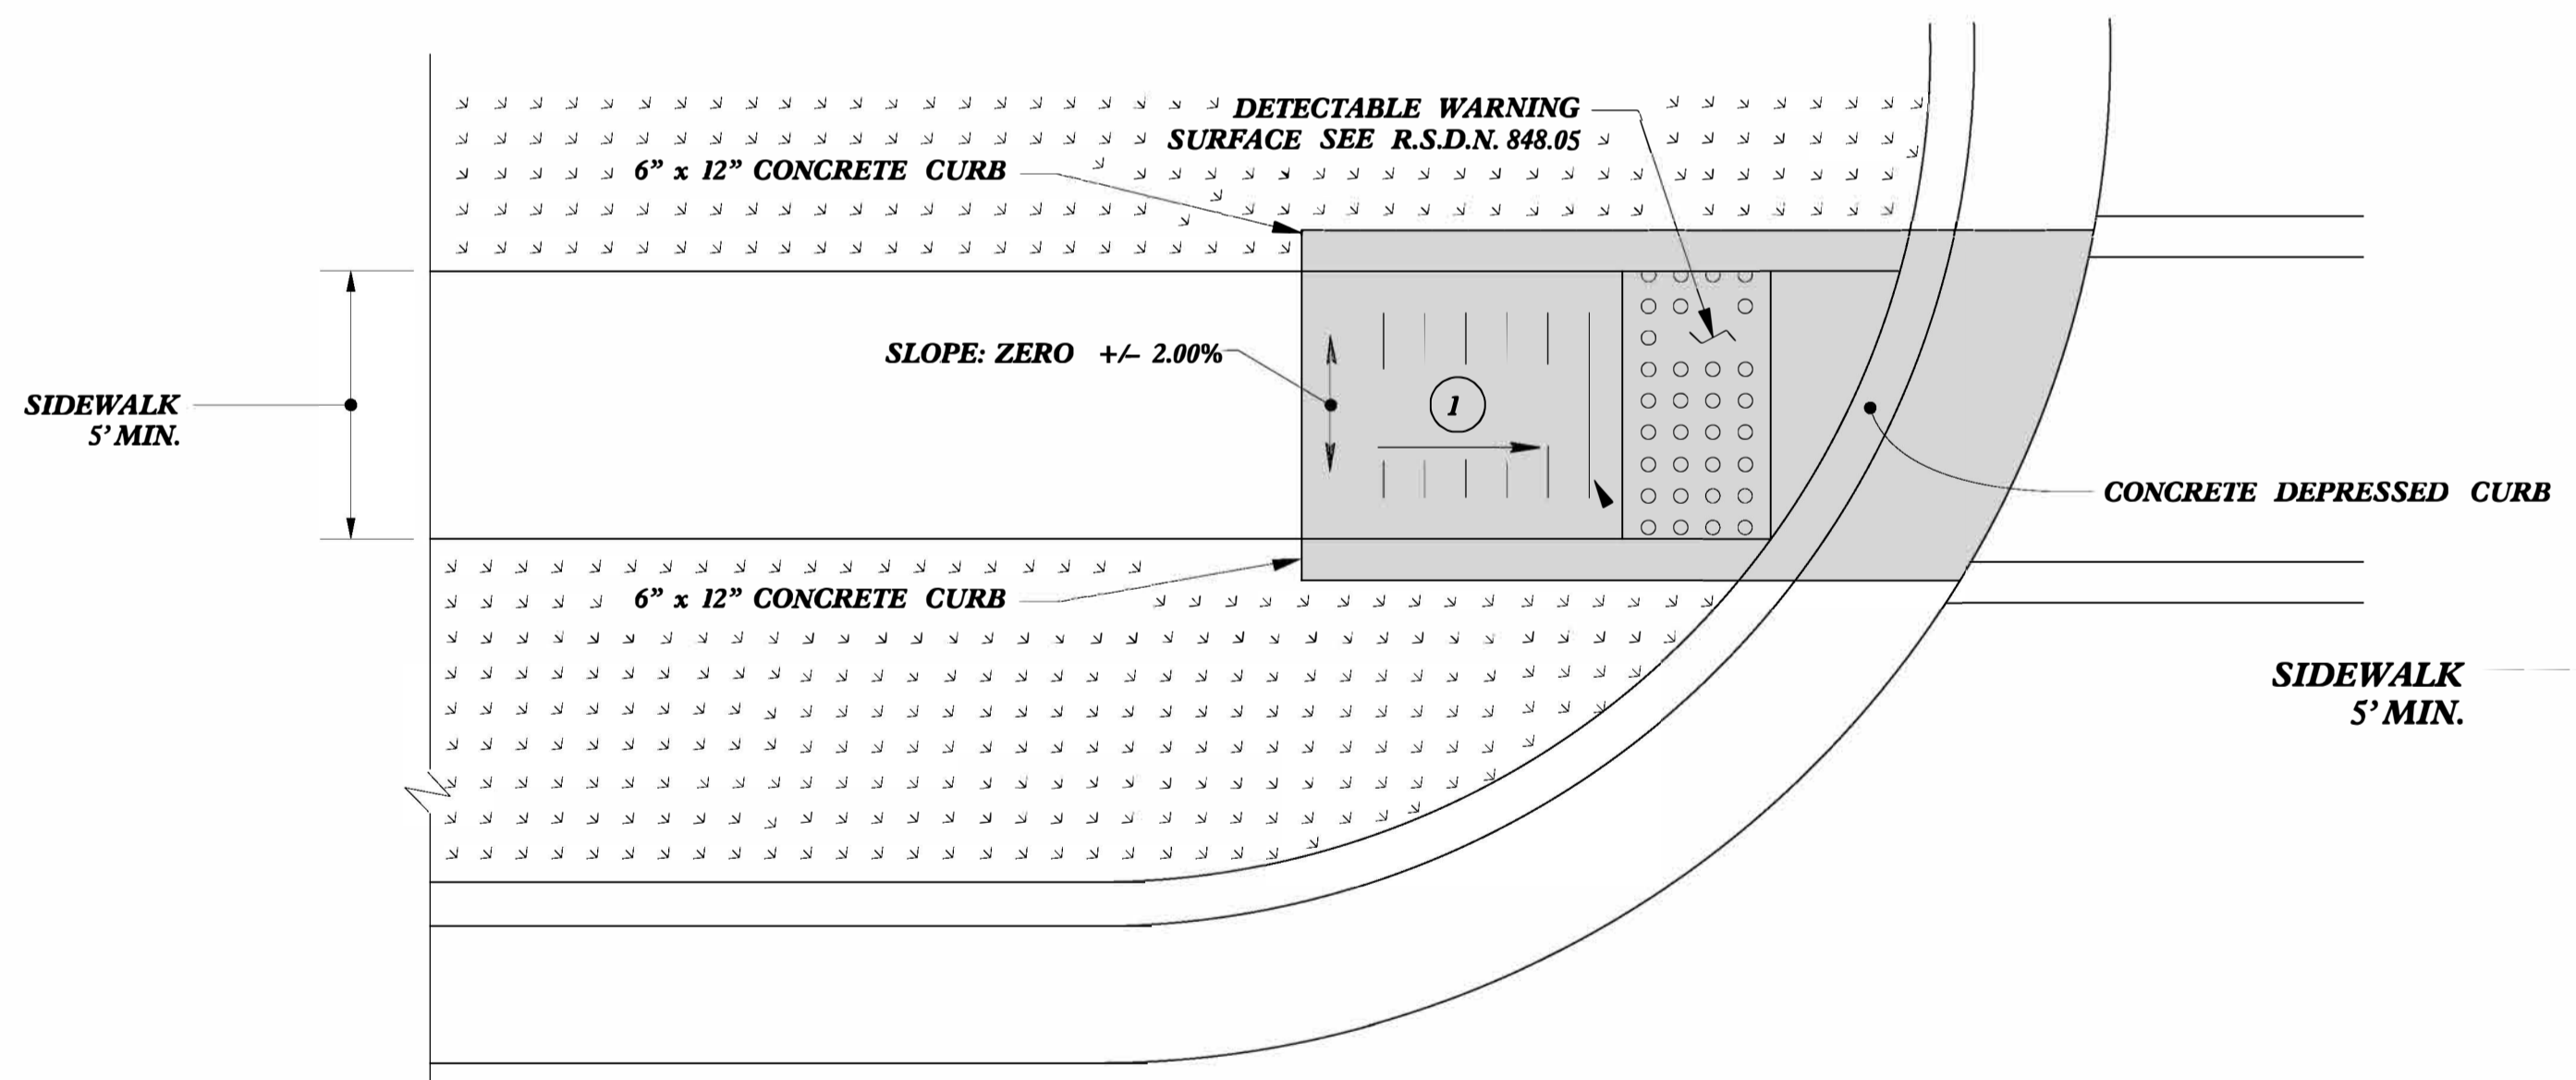 DETECTABLE WARNING
SURFACE SEE R.S.D.N. 848.05
6” x 12” CONCRETE CURB
SLOPE: ZERO +/– 2.00%
SIDEWALK
5’ MIN.
1
CONCRETE DEPRESSED CURB
6” x 12” CONCRETE CURB
SIDEWALK
5’ MIN.